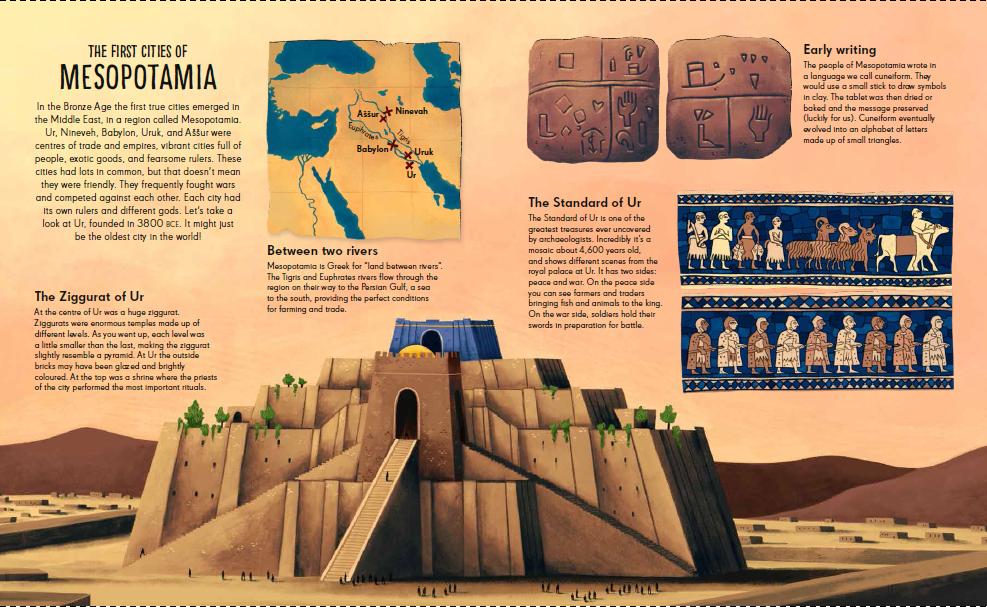 THE FIRST CITIES OF
MESOPOTAMIA
In the Bronze Age the first true cities emerged in
the Middle East, in a region called Mesopotamia.
Ur, Nineveh, Babylon, Uruk, and Aššur were
centres of trade and empires, vibrant cities full of
people, exotic goods, and fearsome rulers. These
cities had lots in common, but that doesn't mean
they were friendly. They frequently fought wars
and competed against each other. Each city had
its own rulers and different gods. Let's take a
look at Ur, founded in 3800 BCE. It might just
be the oldest city in the world!
The Ziggurat of Ur
At the centre of Ur was a huge ziggurat.
Ziggurats were enormous temples made up of
different levels. As you went up, each level was
a little smaller than the last, making the ziggurat
slightly resemble a pyramid. At Ur the outside
bricks may have been glazed and brightly
coloured. At the top was a shrine where the priests
of the city performed the most important rituals.
Aššur
Ninevah
Euphrates
Tigris
Babylon
Uruk
Ur
Between two rivers
Mesopotamia is Greek for "land between rivers".
The Tigris and Euphrates rivers flow through the
region on their way to the Persian Gulf, a sea
to the south, providing the perfect conditions
for farming and trade.
Early writing
The people of Mesopotamia wrote in
a language we call cuneiform. They
would use a small stick to draw symbols
in clay. The tablet was then dried or
baked and the message preserved
(luckily for us). Cuneiform eventually
evolved into an alphabet of letters
made up of small triangles.
The Standard of Ur
The Standard of Ur is one of the
greatest treasures ever uncovered
by archaeologists. Incredibly it's a
mosaic about 4,600 years old,
and shows different scenes from the
royal palace at Ur. It has two sides:
peace and war. On the peace side
you can see farmers and traders
bringing fish and animals to the king.
On the war side, soldiers hold their
swords in preparation for battle.